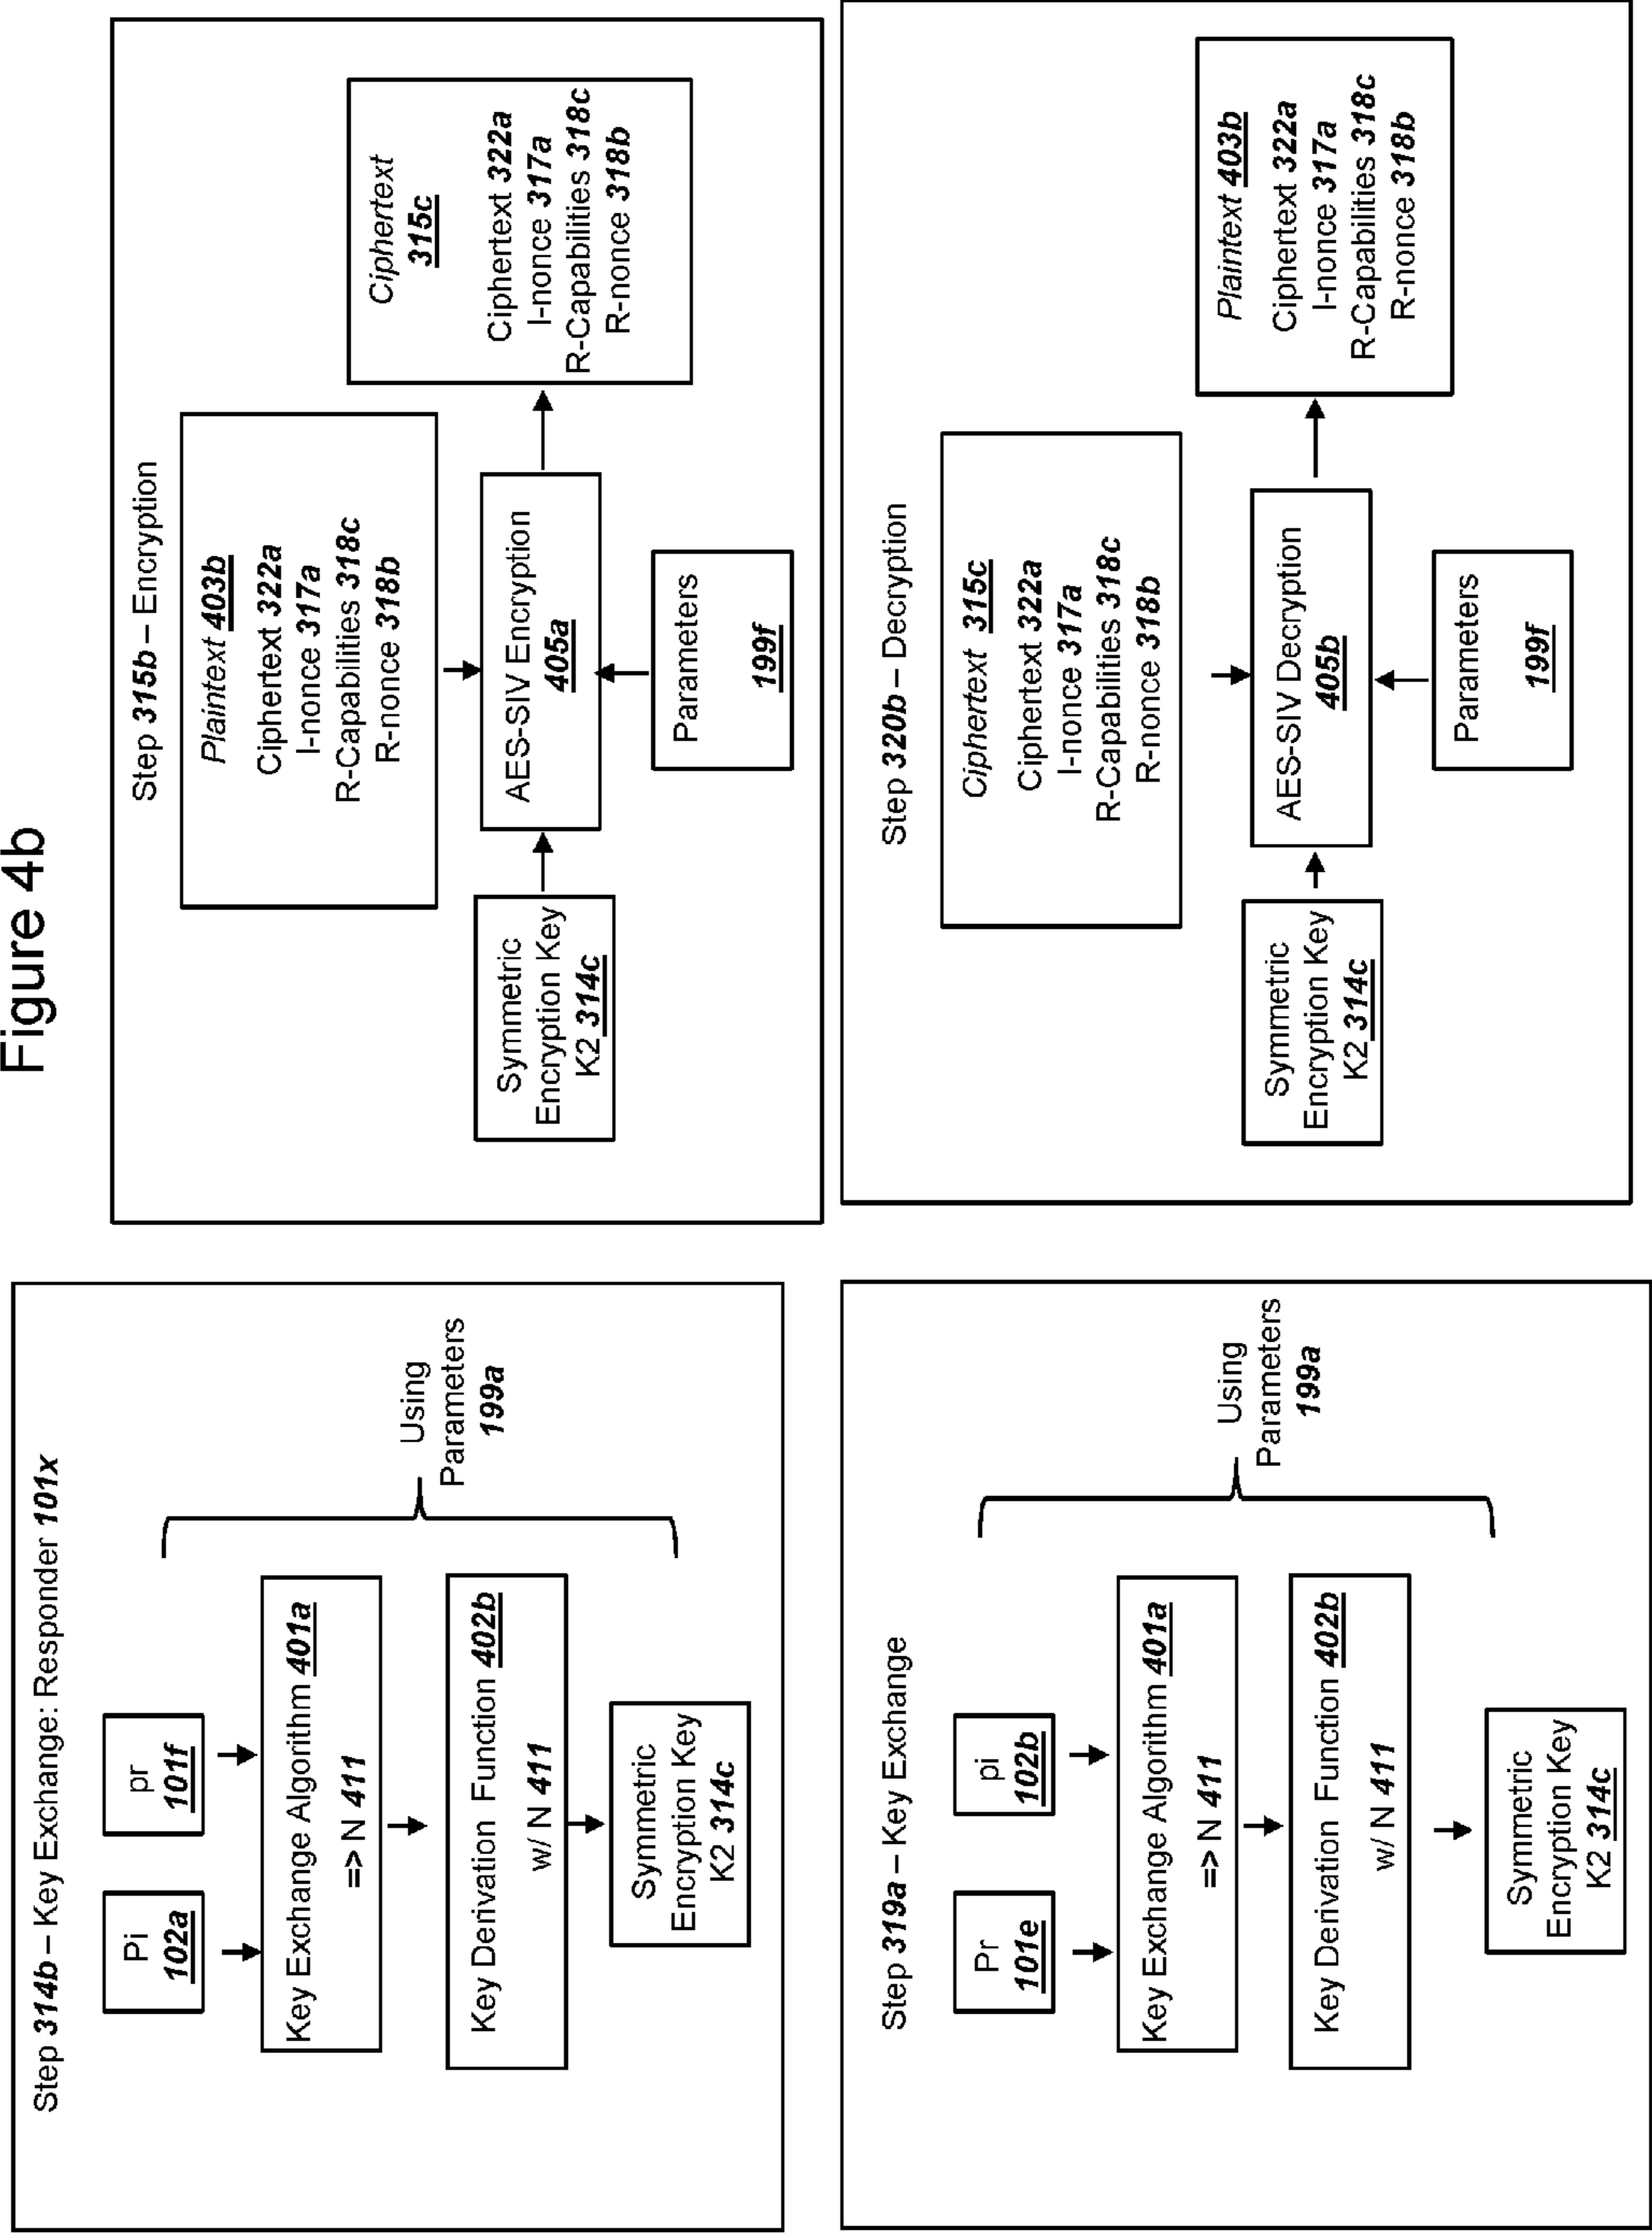 Figure 4b
Step 314b – Key Exchange: Responder 101x
Pi
102a
pr
101f
Key Exchange Algorithm 401a
=> N 411
Key Derivation Function 402b
w/ N 411
Symmetric
Encryption Key
K2 314c
Using
Parameters
199a
Step 315b – Encryption
Plaintext 403b
Ciphertext 322a
I-nonce 317a
R-Capabilities 318c
R-nonce 318b
Symmetric
Encryption Key
K2 314c
AES-SIV Encryption
405a
Parameters
199f
Ciphertext
315c
Ciphertext 322a
I-nonce 317a
R-Capabilities 318c
R-nonce 318b
Step 319a – Key Exchange
Pr
101e
pi
102b
Key Exchange Algorithm 401a
=> N 411
Key Derivation Function 402b
w/ N 411
Symmetric
Encryption Key
K2 314c
Using
Parameters
199a
Step 320b – Decryption
Ciphertext 315c
Ciphertext 322a
I-nonce 317a
R-Capabilities 318c
R-nonce 318b
Symmetric
Encryption Key
K2 314c
AES-SIV Decryption
405b
Parameters
199f
Plaintext 403b
Ciphertext 322a
I-nonce 317a
R-Capabilities 318c
R-nonce 318b